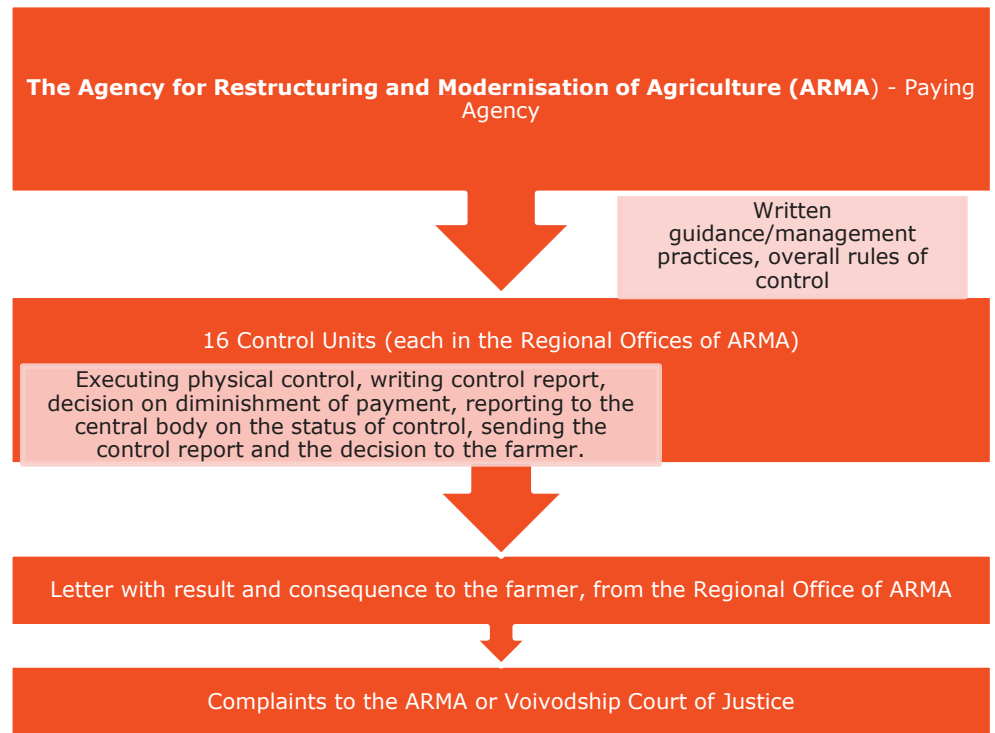 The Agency for Restructuring and Modernisation of Agriculture (ARMA) - Paying
Agency
Written
guidance/management
practices, overall rules of
control
16 Control Units (each in the Regional Offices of ARMA)
Executing physical control, writing control report,
decision on diminishment of payment, reporting to the
central body on the status of control, sending the
control report and the decision to the farmer.
Letter with result and consequence to the farmer, from the Regional Office of ARMA
Complaints to the ARMA or Voivodship Court of Justice